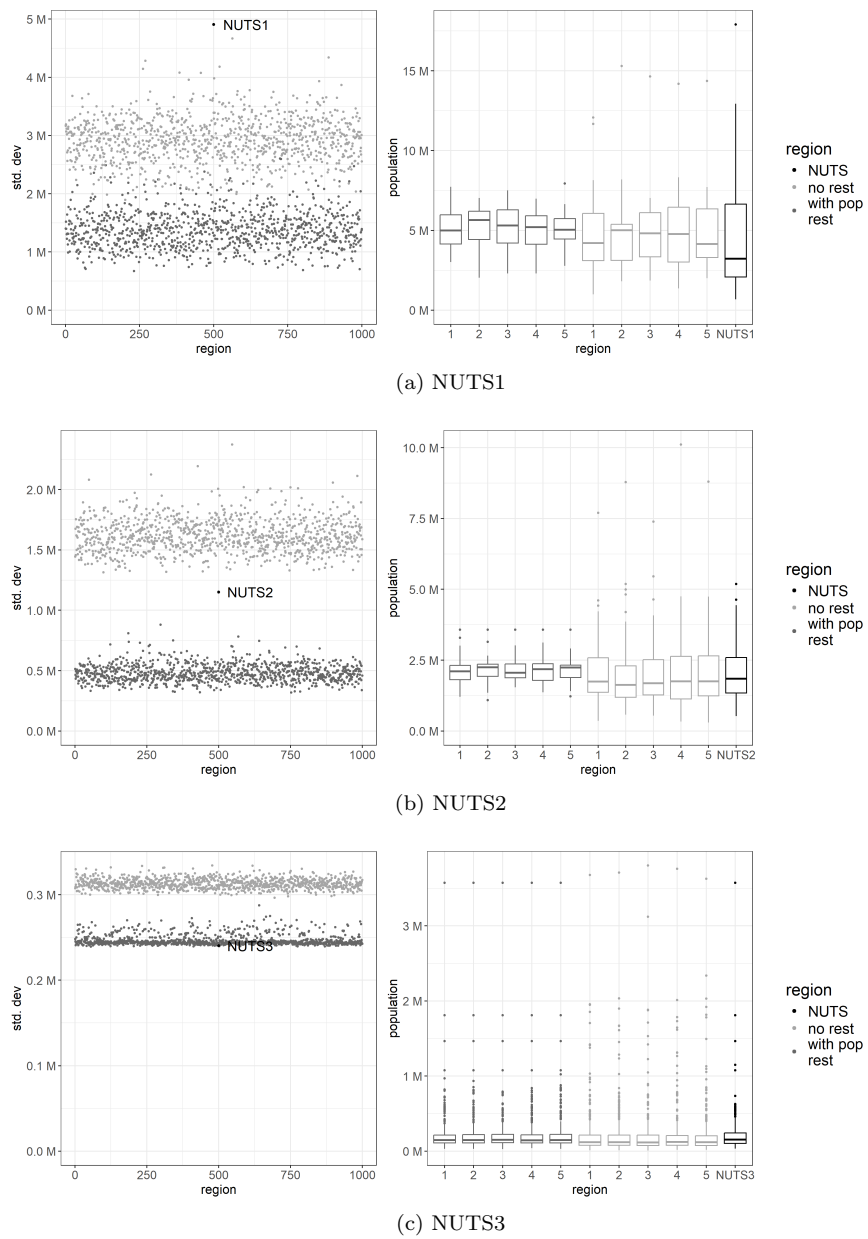 5 M
4 M
3 M
2 M
1 M
0 M
std. dev
NUTS1
0 250 500 750 1000
region
15 M
10 M
5 M
0 M
population
1 2 3 4 5 1 2 3 4 5 NUTS1
region
region
NUTS
no rest
with pop
rest
(a) NUTS1
2.0 M
1.5 M
1.0 M
0.5 M
0.0 M
std. dev
NUTS2
0 250 500 750 1000
region
10.0 M
7.5 M
5.0 M
2.5 M
0.0 M
population
1 2 3 4 5 1 2 3 4 5 NUTS2
region
region
NUTS
no rest
with pop
rest
(b) NUTS2
0.3 M
0.2 M
0.1 M
0.0 M
std. dev
NUTS3
0 250 500 750 1000
region
3 M
2 M
1 M
0 M
population
1 2 3 4 5 1 2 3 4 5 NUTS3
region
region
NUTS
no rest
with pop
rest
(c) NUTS3